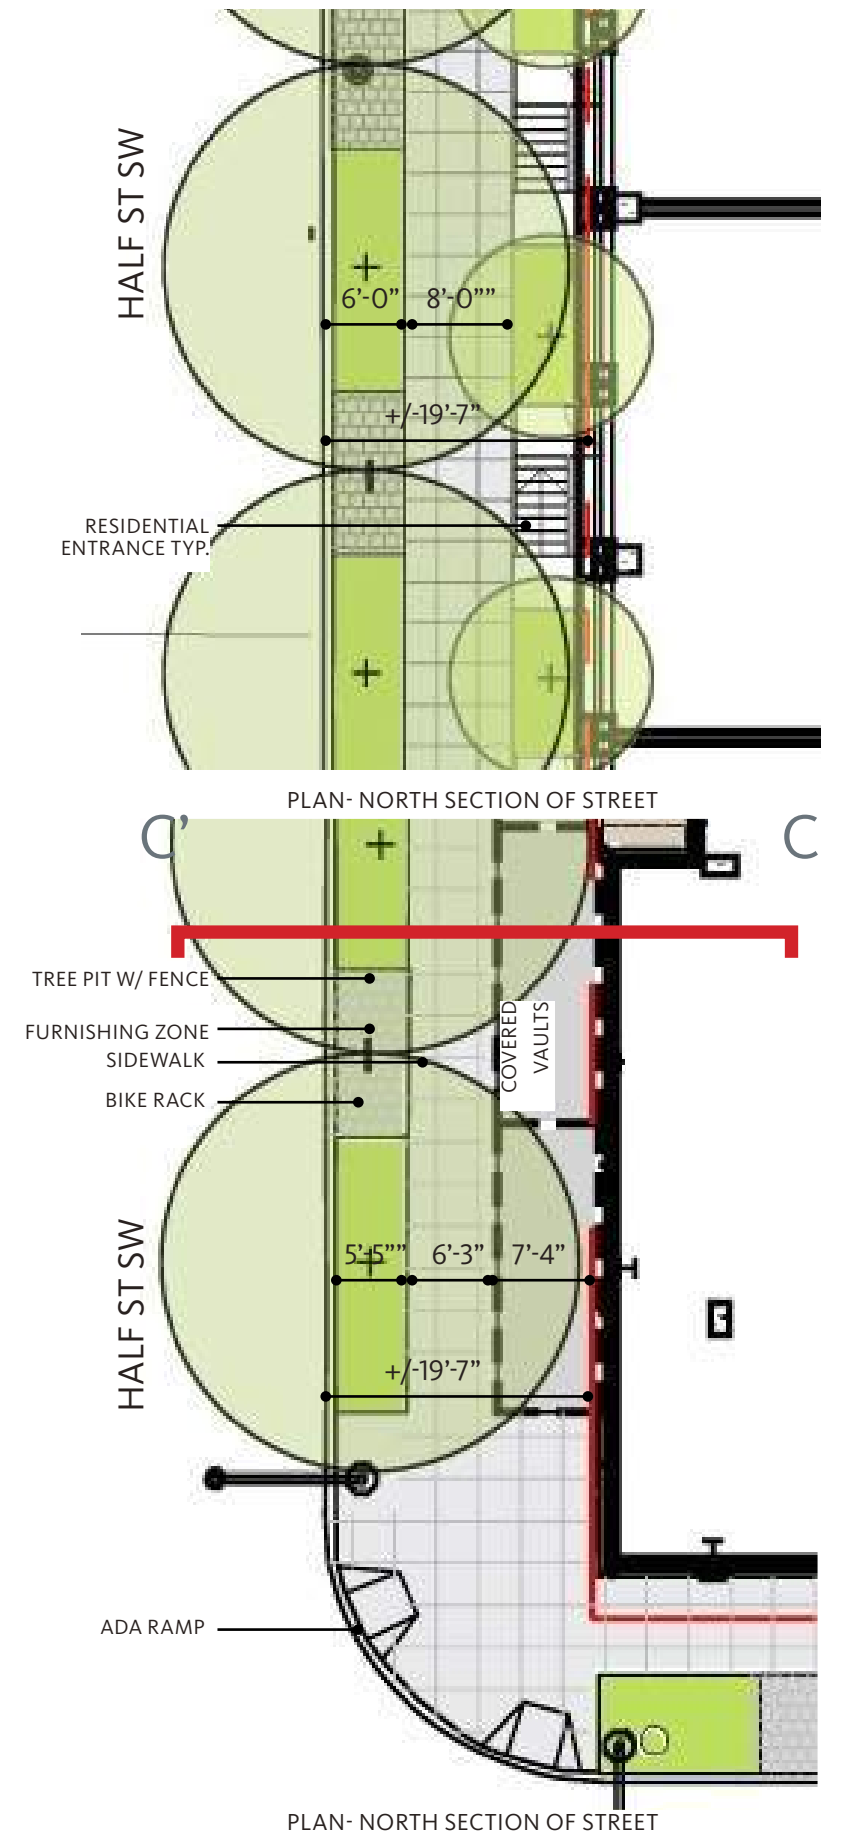 HALF ST SW
6’-0” 8’-0””
+/-19’-7”
RESIDENTIAL
ENTRANCE TYP.
PLAN- NORTH SECTION OF STREET
C’ C
TREE PIT W/ FENCE
FURNISHING ZONE
SIDEWALK
BIKE RACK
COVERED
VAULTS
HALF ST SW
5’-5”” 6’-3” 7’-4”
+/-19’-7”
ADA RAMP
PLAN- NORTH SECTION OF STREET